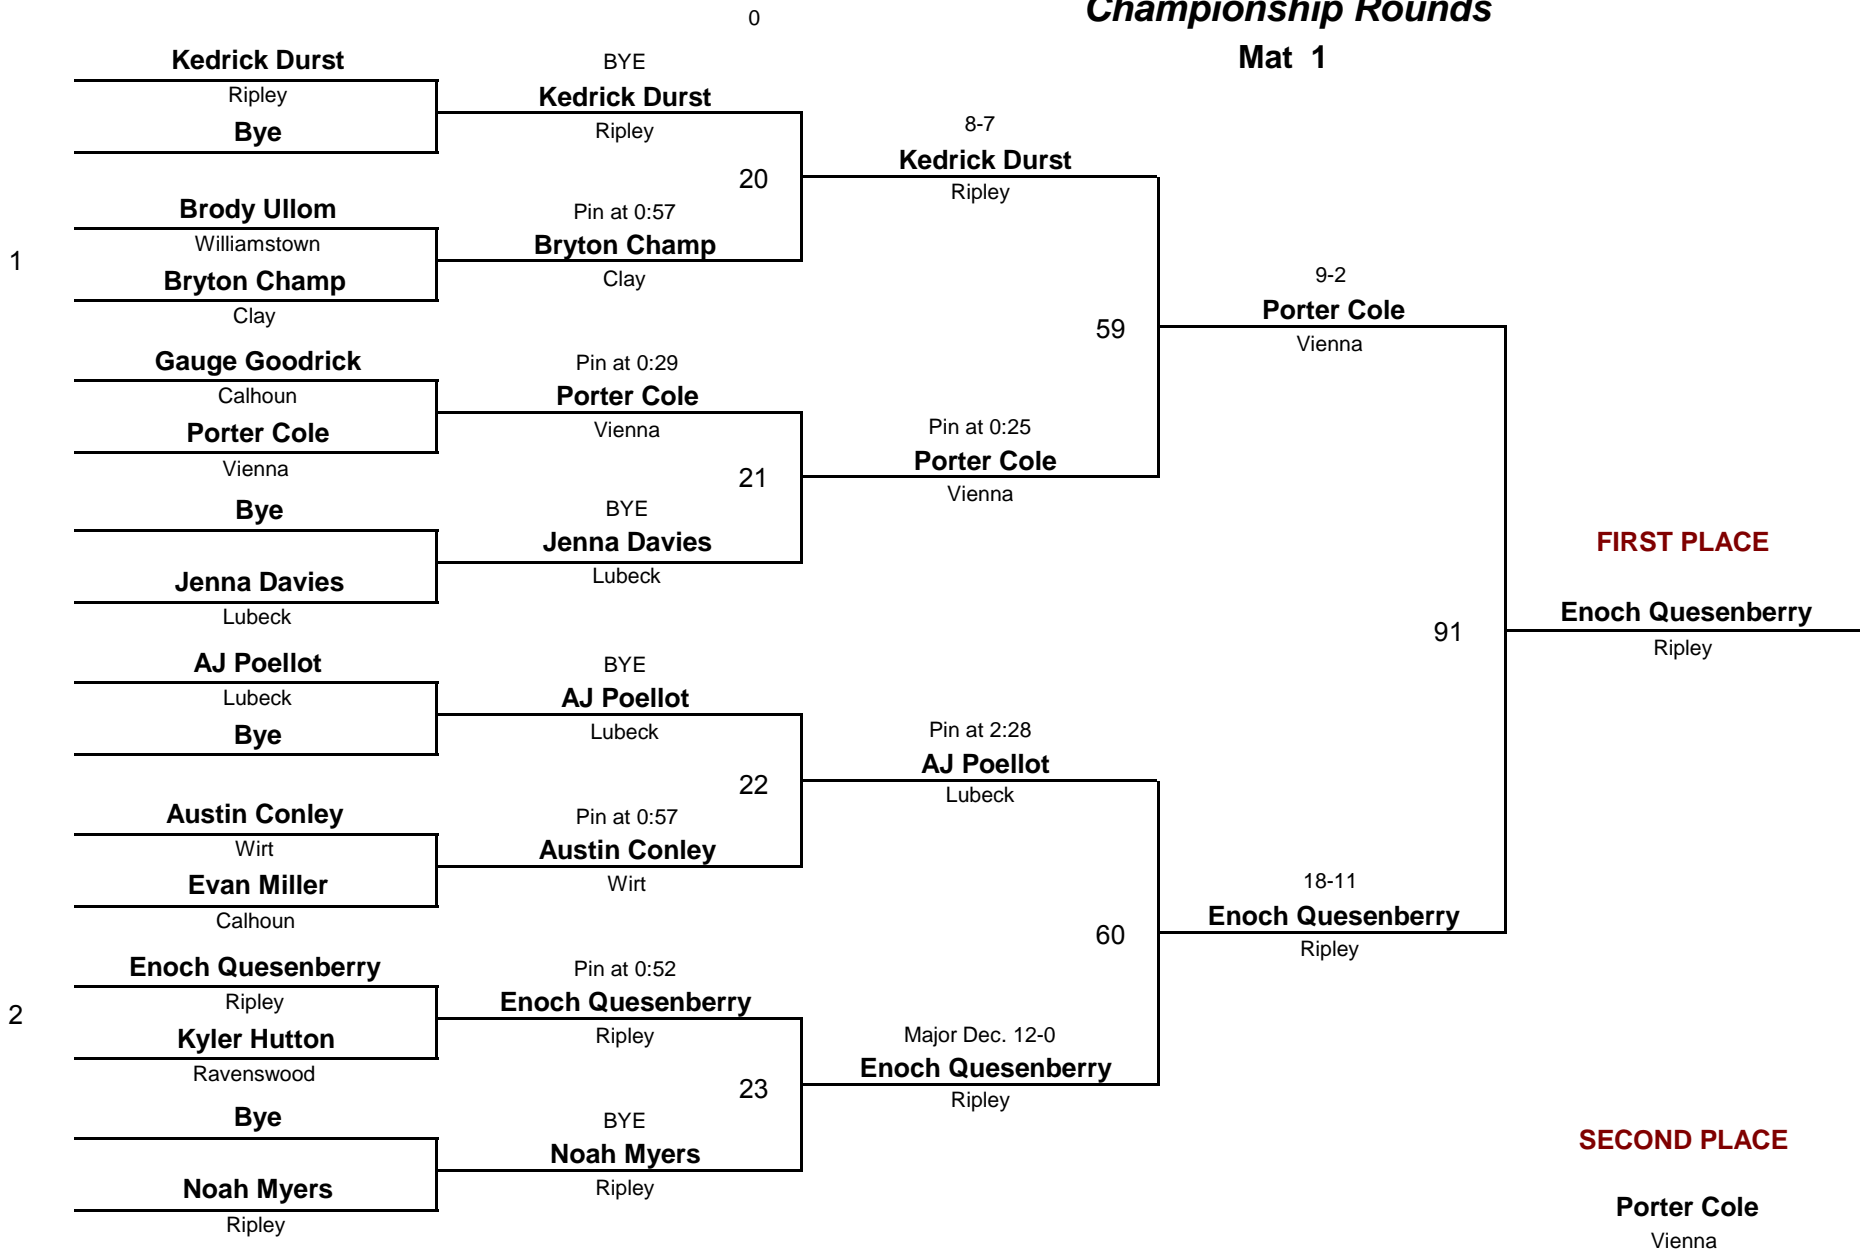 0
Championship Rounds
Mat 1
Kedrick Durst
Ripley
Bye
1
Brody Ullom
Williamstown
Bryton Champ
Clay
Gauge Goodrick
Calhoun
Porter Cole
Vienna
Bye
Jenna Davies
Lubeck
AJ Poellot
Lubeck
Bye
Austin Conley
Wirt
Evan Miller
Calhoun
2
Enoch Quesenberry
Ripley
Kyler Hutton
Ravenswood
Bye
Noah Myers
Ripley
BYE
Kedrick Durst
Ripley
20
Pin at 0:57
Bryton Champ
Clay
Pin at 0:29
Porter Cole
Vienna
21
BYE
Jenna Davies
Lubeck
BYE
AJ Poellot
Lubeck
22
Pin at 0:57
Austin Conley
Wirt
Pin at 0:52
Enoch Quesenberry
Ripley
23
BYE
Noah Myers
Ripley
8-7
Kedrick Durst
Ripley
59
Pin at 0:25
Porter Cole
Vienna
Pin at 2:28
AJ Poellot
Lubeck
60
Major Dec. 12-0
Enoch Quesenberry
Ripley
9-2
Porter Cole
Vienna
91
18-11
Enoch Quesenberry
Ripley
FIRST PLACE
Enoch Quesenberry
Ripley
SECOND PLACE
Porter Cole
Vienna